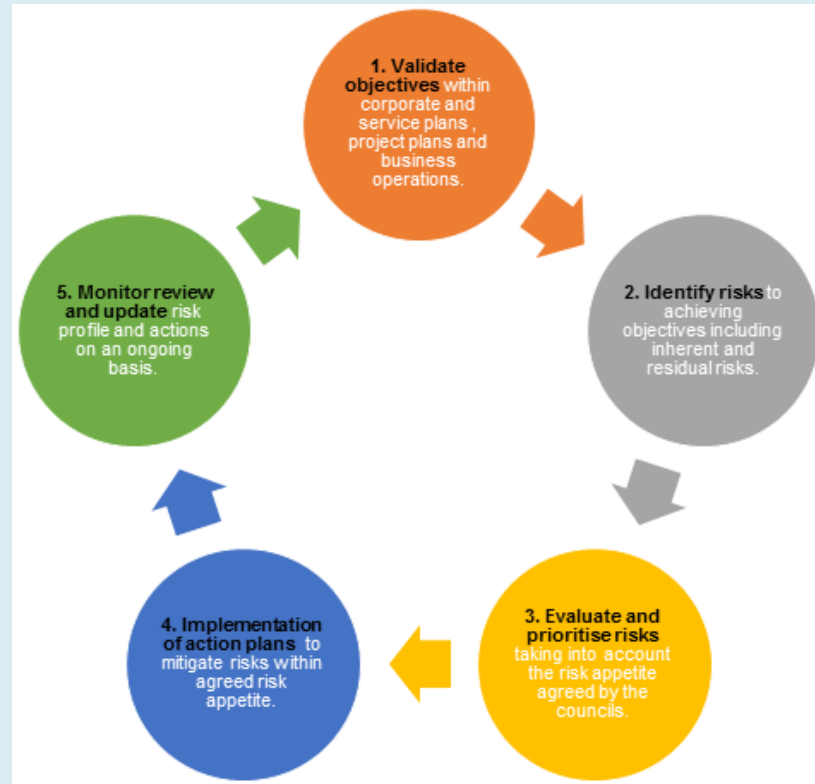 1. Validate
objectives within
corporate and
service plans ,
project plans and
business
operations.
2. Identify risks to
achieving
objectives including
inherent and
residual risks.
3. Evaluate and
prioritise risks
taking into account
the risk appetite
agreed by the
councils.
4. Implementation
of action plans to
mitigate risks within
agreed risk
appetite.
5. Monitor review
and update risk
profile and actions
on an ongoing
basis.